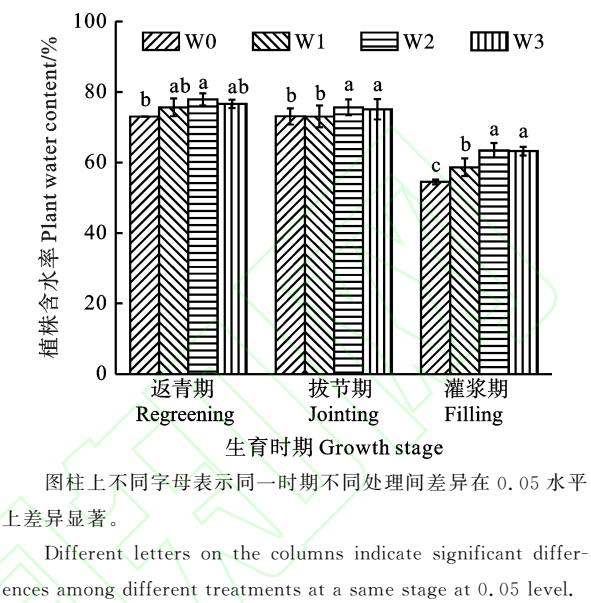 植株含水率 Plant water content/%
100
80
60
40
20
0
W0 W1 W2 W3
b ab a ab
b b a a
c b a a
返青期 拔节期 灌浆期
Regreening Jointing Filling
生育时期 Growth stage
图柱上不同字母表示同一时期不同处理间差异在 0.05 水平
上差异显著。
Different letters on the columns indicate significant differ-
ences among different treatments at a same stage at 0.05 level.